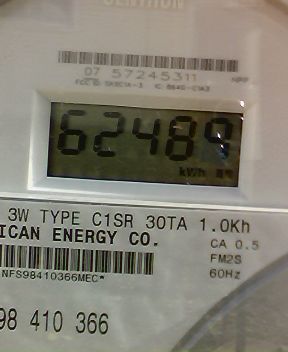 CENTRON
07 57245311
62489
kWh
3W TYPE C1SR 30TA 1.0Kh
ICAN ENERGY CO.
CA 0.5
FM2S
60Hz
NFS98410366MEC*
98 410 366